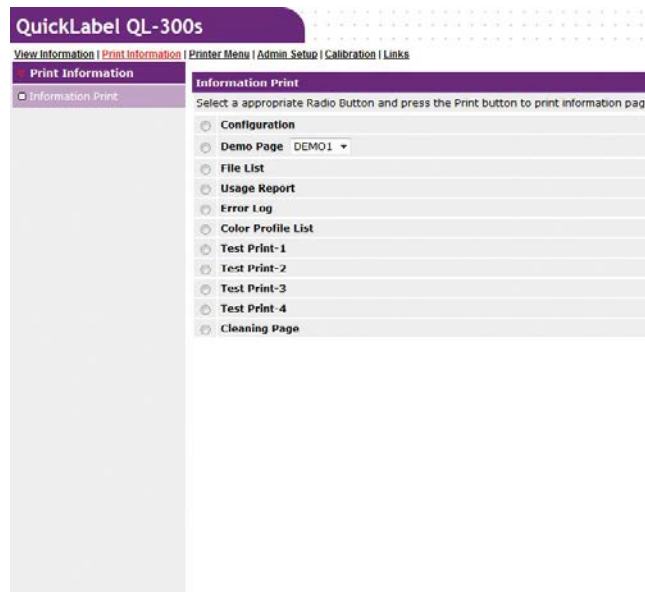 QuickLabel QL-300s
View Information | Print Information | Printer Menu | Admin Setup | Calibration | Links
Print Information
Information Print
Information Print
Select a appropriate Radio Button and press the Print button to print information pag
Configuration
Demo Page DEMO1
File List
Usage Report
Error Log
Color Profile List
Test Print-1
Test Print-2
Test Print-3
Test Print-4
Cleaning Page